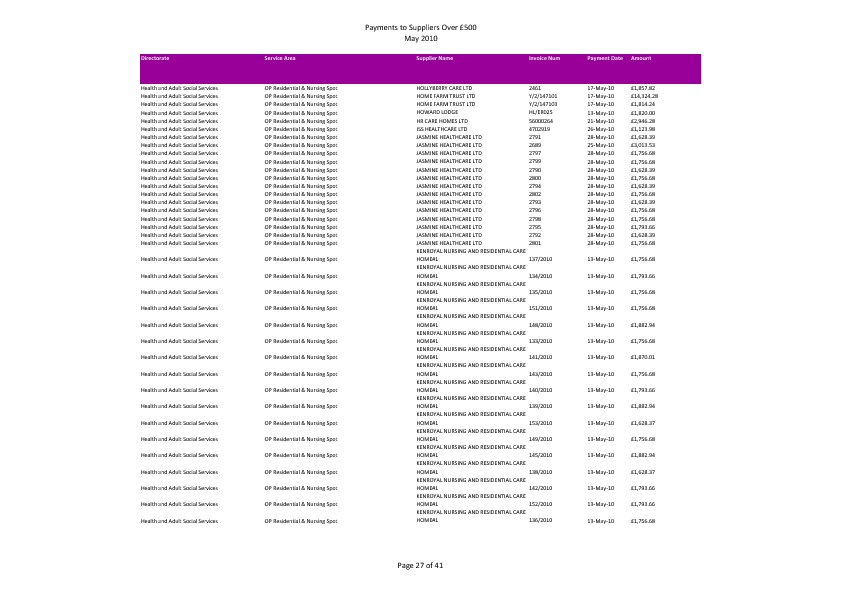 Payments to Suppliers Over £500
May 2010
Directorate Service Area Supplier Name Invoice Num Payment Date Amount
Health and Adult Social Services OP Residential & Nursing Spot HOLLYBERRY CARE LTD 2461 17-May-10 £1,857.82
Health and Adult Social Services OP Residential & Nursing Spot HOME FARM TRUST LTD Y/2/147101 17-May-10 £14,324.28
Health and Adult Social Services OP Residential & Nursing Spot HOME FARM TRUST LTD Y/2/147103 17-May-10 £1,814.24
Health and Adult Social Services OP Residential & Nursing Spot HOWARD LODGE HL/ER025 13-May-10 £1,820.00
Health and Adult Social Services OP Residential & Nursing Spot HR CARE HOMES LTD 56000264 21-May-10 £2,946.28
Health and Adult Social Services OP Residential & Nursing Spot ISS HEALTHCARE LTD 4702919 26-May-10 £1,123.98
Health and Adult Social Services OP Residential & Nursing Spot JASMINE HEALTHCARE LTD 2791 28-May-10 £1,628.39
Health and Adult Social Services OP Residential & Nursing Spot JASMINE HEALTHCARE LTD 2689 25-May-10 £3,013.53
Health and Adult Social Services OP Residential & Nursing Spot JASMINE HEALTHCARE LTD 2797 28-May-10 £1,756.68
Health and Adult Social Services OP Residential & Nursing Spot JASMINE HEALTHCARE LTD 2799 28-May-10 £1,756.68
Health and Adult Social Services OP Residential & Nursing Spot JASMINE HEALTHCARE LTD 2790 28-May-10 £1,628.39
Health and Adult Social Services OP Residential & Nursing Spot JASMINE HEALTHCARE LTD 2800 28-May-10 £1,756.68
Health and Adult Social Services OP Residential & Nursing Spot JASMINE HEALTHCARE LTD 2794 28-May-10 £1,628.39
Health and Adult Social Services OP Residential & Nursing Spot JASMINE HEALTHCARE LTD 2802 28-May-10 £1,756.68
Health and Adult Social Services OP Residential & Nursing Spot JASMINE HEALTHCARE LTD 2793 28-May-10 £1,628.39
Health and Adult Social Services OP Residential & Nursing Spot JASMINE HEALTHCARE LTD 2796 28-May-10 £1,756.68
Health and Adult Social Services OP Residential & Nursing Spot JASMINE HEALTHCARE LTD 2798 28-May-10 £1,756.68
Health and Adult Social Services OP Residential & Nursing Spot JASMINE HEALTHCARE LTD 2795 28-May-10 £1,793.66
Health and Adult Social Services OP Residential & Nursing Spot JASMINE HEALTHCARE LTD 2792 28-May-10 £1,628.39
Health and Adult Social Services OP Residential & Nursing Spot JASMINE HEALTHCARE LTD 2801 28-May-10 £1,756.68
KENROYAL NURSING AND RESIDENTIAL CARE
Health and Adult Social Services OP Residential & Nursing Spot HOMEAL 137/2010 13-May-10 £1,756.68
KENROYAL NURSING AND RESIDENTIAL CARE
Health and Adult Social Services OP Residential & Nursing Spot HOMEAL 134/2010 13-May-10 £1,793.66
KENROYAL NURSING AND RESIDENTIAL CARE
Health and Adult Social Services OP Residential & Nursing Spot HOMEAL 135/2010 13-May-10 £1,756.68
KENROYAL NURSING AND RESIDENTIAL CARE
Health and Adult Social Services OP Residential & Nursing Spot HOMEAL 151/2010 13-May-10 £1,756.68
KENROYAL NURSING AND RESIDENTIAL CARE
Health and Adult Social Services OP Residential & Nursing Spot HOMEAL 148/2010 13-May-10 £1,882.94
KENROYAL NURSING AND RESIDENTIAL CARE
Health and Adult Social Services OP Residential & Nursing Spot HOMEAL 133/2010 13-May-10 £1,756.68
KENROYAL NURSING AND RESIDENTIAL CARE
Health and Adult Social Services OP Residential & Nursing Spot HOMEAL 141/2010 13-May-10 £1,870.01
KENROYAL NURSING AND RESIDENTIAL CARE
Health and Adult Social Services OP Residential & Nursing Spot HOMEAL 143/2010 13-May-10 £1,756.68
KENROYAL NURSING AND RESIDENTIAL CARE
Health and Adult Social Services OP Residential & Nursing Spot HOMEAL 140/2010 13-May-10 £1,793.66
KENROYAL NURSING AND RESIDENTIAL CARE
Health and Adult Social Services OP Residential & Nursing Spot HOMEAL 139/2010 13-May-10 £1,882.94
KENROYAL NURSING AND RESIDENTIAL CARE
Health and Adult Social Services OP Residential & Nursing Spot HOMEAL 153/2010 13-May-10 £1,628.37
KENROYAL NURSING AND RESIDENTIAL CARE
Health and Adult Social Services OP Residential & Nursing Spot HOMEAL 149/2010 13-May-10 £1,756.68
KENROYAL NURSING AND RESIDENTIAL CARE
Health and Adult Social Services OP Residential & Nursing Spot HOMEAL 145/2010 13-May-10 £1,882.94
KENROYAL NURSING AND RESIDENTIAL CARE
Health and Adult Social Services OP Residential & Nursing Spot HOMEAL 138/2010 13-May-10 £1,628.37
KENROYAL NURSING AND RESIDENTIAL CARE
Health and Adult Social Services OP Residential & Nursing Spot HOMEAL 142/2010 13-May-10 £1,793.66
KENROYAL NURSING AND RESIDENTIAL CARE
Health and Adult Social Services OP Residential & Nursing Spot HOMEAL 152/2010 13-May-10 £1,793.66
KENROYAL NURSING AND RESIDENTIAL CARE
Health and Adult Social Services OP Residential & Nursing Spot HOMEAL 136/2010 13-May-10 £1,756.68
Page 27 of 41